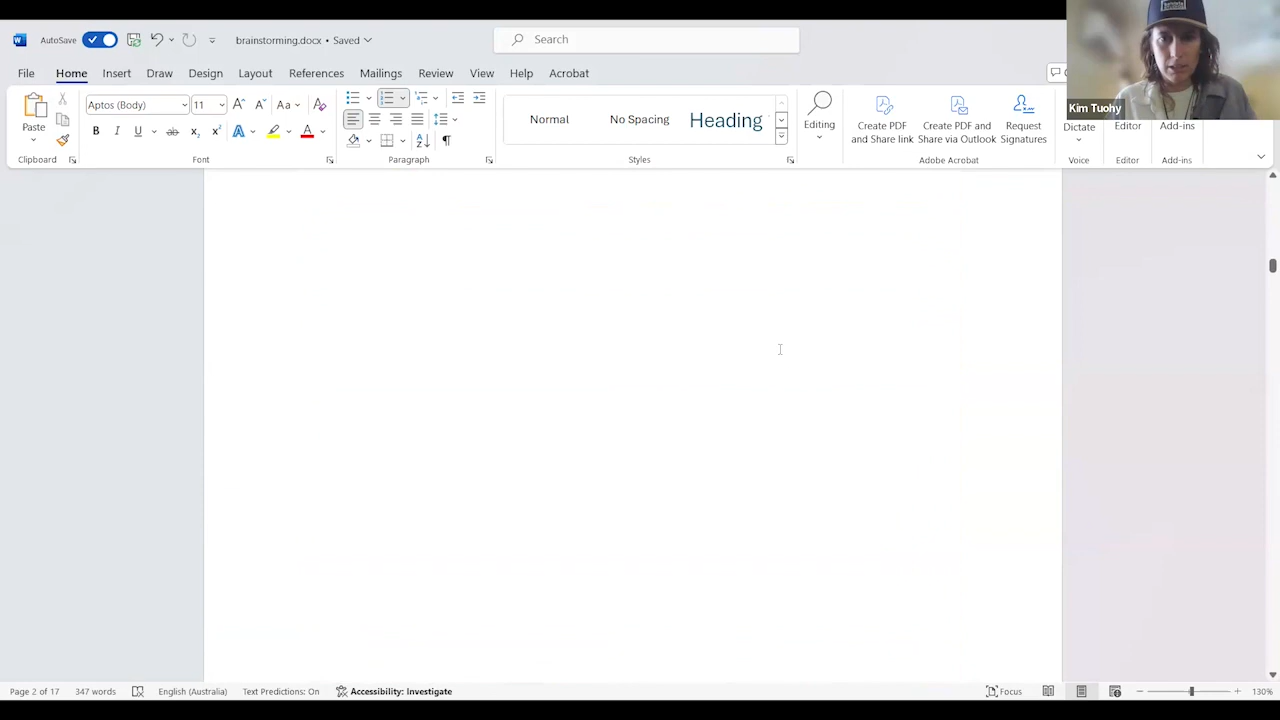 AutoSave brainstorming.docx • Saved Search
File Home Insert Draw Design Layout References Mailings Review View Help Acrobat
Kim Tuohy
Paste
Clipboard
Aptos (Body) 11
Font
Paragraph
Normal No Spacing Heading
Styles
Editing
Create PDF and Share link
Create PDF and Share via Outlook
Request Signatures
Adobe Acrobat
Dictate
Voice
Editor
Editor
Add-ins
Add-ins
Page 2 of 17 347 words English (Australia) Text Predictions: On Accessibility: Investigate Focus 130%